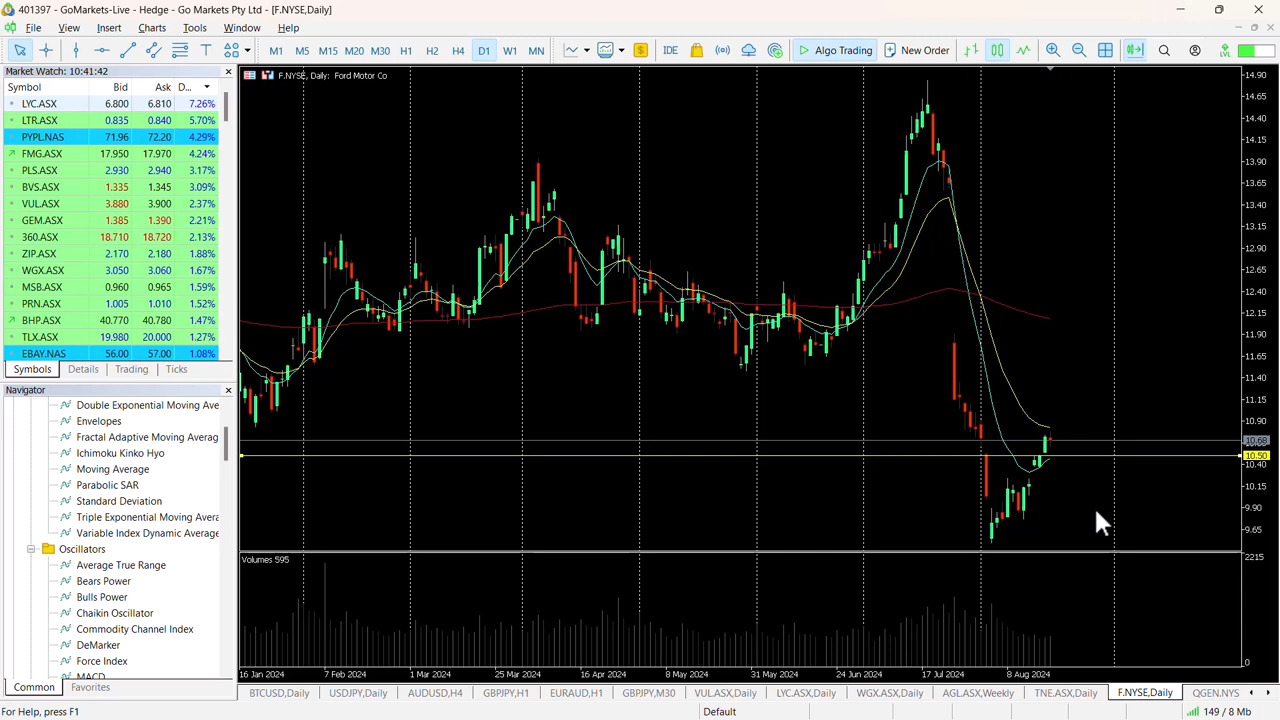 401397 - GoMarkets-Live - Hedge - Go Markets Pty Ltd - [F.NYSE,Daily]
File View Insert Charts Tools Window Help
M1 M5 M15 M20 M30 H1 H2 H4 D1 W1 MN IDE Algo Trading New Order LVL
Market Watch: 10:41:42
Symbol Bid Ask D...
LYC.ASX 6.800 6.810 7.26%
LTR.ASX 0.835 0.840 5.70%
PYPL.NAS 71.96 72.20 4.29%
FMG.ASX 17.950 17.970 4.24%
PLS.ASX 2.930 2.940 3.17%
BVS.ASX 1.335 1.345 3.09%
VUL.ASX 3.880 3.900 2.37%
GEM.ASX 1.385 1.390 2.21%
360.ASX 18.710 18.720 2.13%
ZIP.ASX 2.170 2.180 1.88%
WGX.ASX 3.050 3.060 1.67%
MSB.ASX 0.960 0.965 1.59%
PRN.ASX 1.005 1.010 1.52%
BHP.ASX 40.770 40.780 1.47%
TLX.ASX 19.980 20.000 1.27%
EBAY.NAS 56.00 57.00 1.08%
Symbols Details Trading Ticks
Navigator
Double Exponential Moving Ave
Envelopes
Fractal Adaptive Moving Averag
Ichimoku Kinko Hyo
Moving Average
Parabolic SAR
Standard Deviation
Triple Exponential Moving Avera
Variable Index Dynamic Average
Oscillators
Average True Range
Bears Power
Bulls Power
Chaikin Oscillator
Commodity Channel Index
DeMarker
Force Index
MACD
Common Favorites
F.NYSE, Daily: Ford Motor Co
14.90
14.65
14.40
14.15
13.90
13.65
13.40
13.15
12.90
12.65
12.40
12.15
11.90
11.65
11.40
11.15
10.90
10.68
10.50
10.40
10.15
9.90
9.65
Volumes 595
2215
0
16 Jan 2024 7 Feb 2024 1 Mar 2024 25 Mar 2024 16 Apr 2024 8 May 2024 31 May 2024 24 Jun 2024 17 Jul 2024 8 Aug 2024
BTCUSD,Daily USDJPY,Daily AUDUSD,H4 GBPJPY,H1 EURAUD,H1 GBPJPY,M30 VUL.ASX,Daily LYC.ASX,Daily WGX.ASX,Daily AGL.ASX,Weekly TNE.ASX,Daily F.NYSE,Daily QGEN.NYS
For Help, press F1 Default 149 / 8 Mb